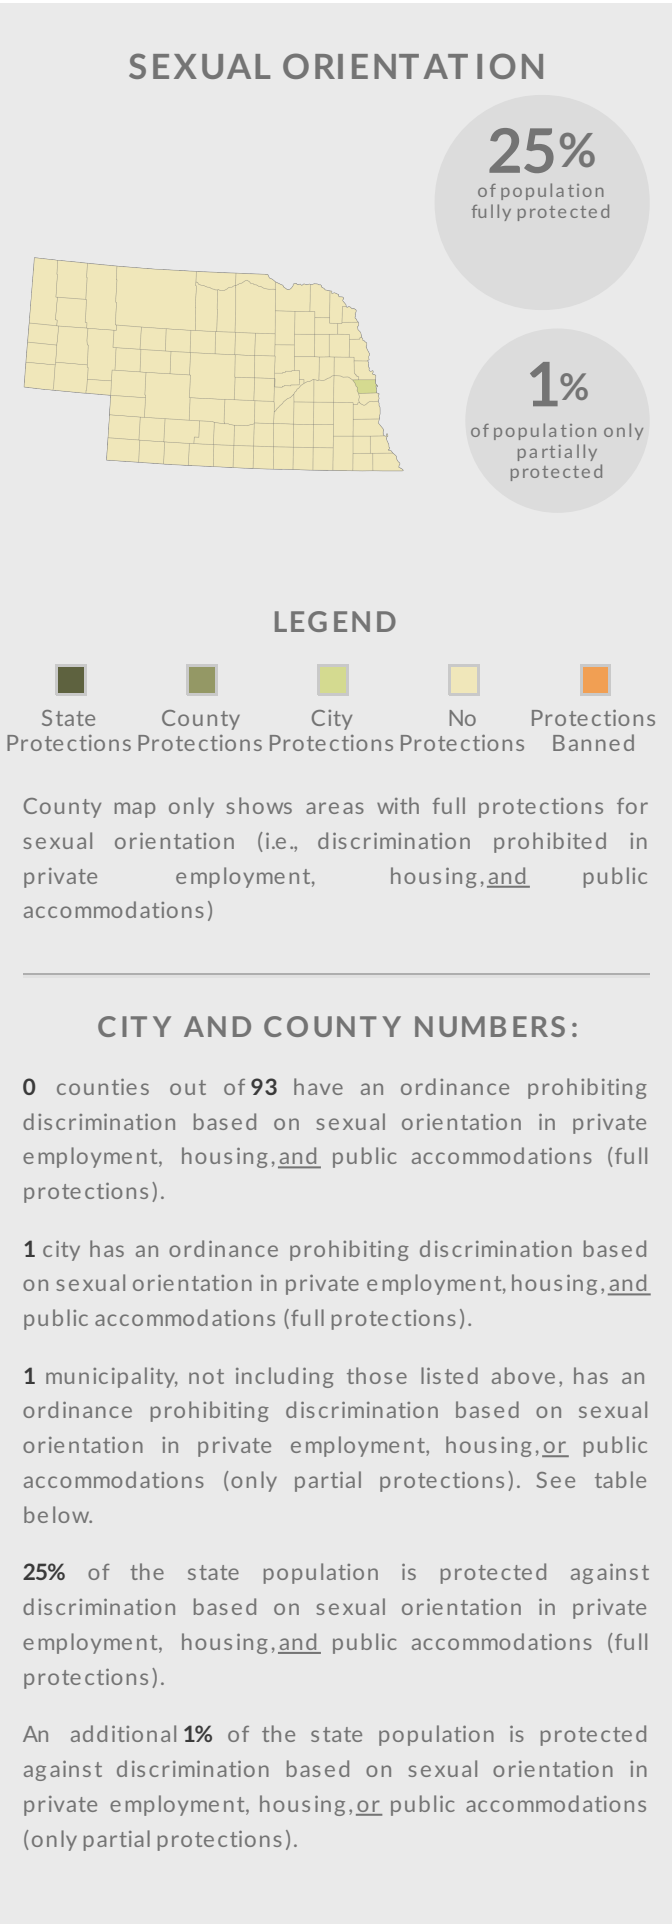 SEXUAL ORIENTATION
25%
of population
fully protected
1%
of population only
partially
protected
LEGEND
State
Protections
County
Protections
City
Protections
No
Protections
Protections
Banned
County map only shows areas with full protections for
sexual orientation (i.e., discrimination prohibited in
private employment, housing, and public
accommodations)
CITY AND COUNTY NUMBERS:
0 counties out of 93 have an ordinance prohibiting
discrimination based on sexual orientation in private
employment, housing, and public accommodations (full
protections).
1 city has an ordinance prohibiting discrimination based
on sexual orientation in private employment, housing, and
public accommodations (full protections).
1 municipality, not including those listed above, has an
ordinance prohibiting discrimination based on sexual
orientation in private employment, housing, or public
accommodations (only partial protections). See table
below.
25% of the state population is protected against
discrimination based on sexual orientation in private
employment, housing, and public accommodations (full
protections).
An additional 1% of the state population is protected
against discrimination based on sexual orientation in
private employment, housing, or public accommodations
(only partial protections).